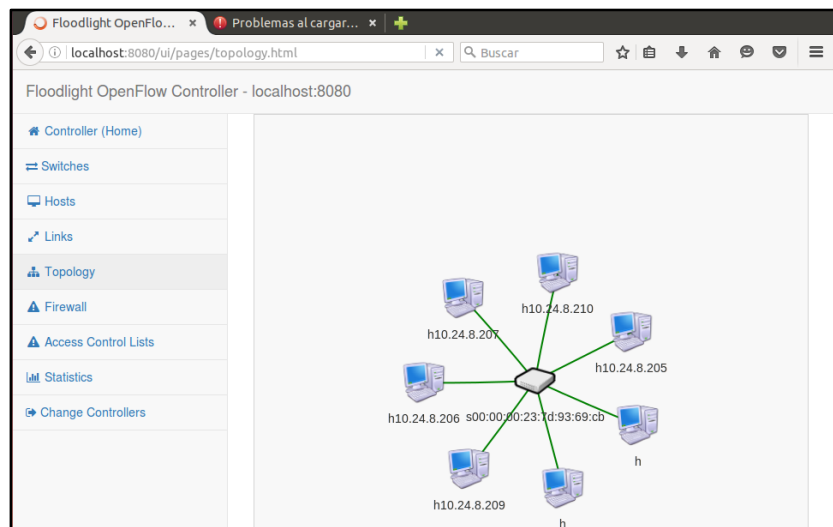 Floodlight OpenFlo... × Problemas al cargar... ×
localhost:8080/ui/pages/topology.html × Buscar
Floodlight OpenFlow Controller - localhost:8080
Controller (Home)
Switches
Hosts
Links
Topology
Firewall
Access Control Lists
Statistics
Change Controllers
h10.24.8.210
h10.24.8.207
h10.24.8.205
h10.24.8.206 s00:00:00:23:7d:93:69:cb
h
h10.24.8.209
h